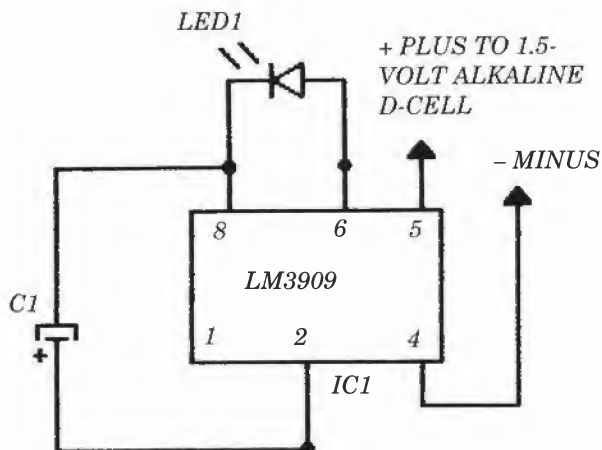 LED1
+ PLUS TO 1.5-
VOLT ALKALINE
D-CELL
– MINUS
8
6
5
LM3909
C1
1
2
4
+
IC1